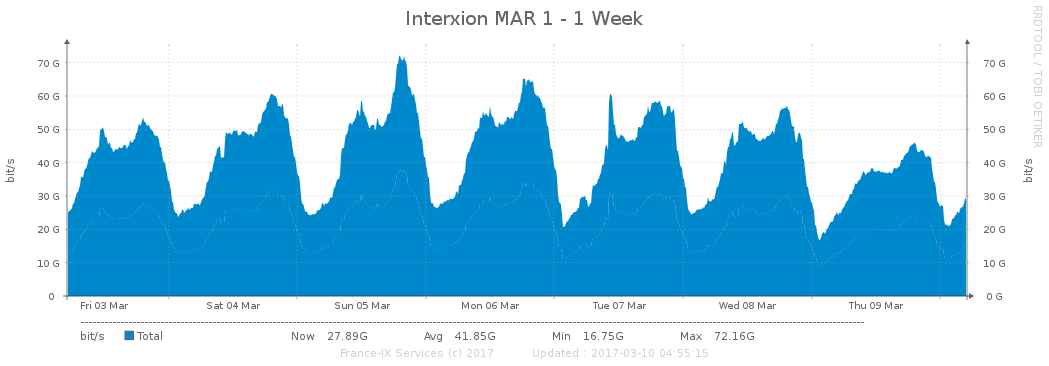 Interxion MAR 1 - 1 Week
RRDTOOL / TOBI OETIKER
bit/s
bit/s
70 G 70 G
60 G 60 G
50 G 50 G
40 G 40 G
30 G 30 G
20 G 20 G
10 G 10 G
0 0 G
Fri 03 Mar Sat 04 Mar Sun 05 Mar Mon 06 Mar Tue 07 Mar Wed 08 Mar Thu 09 Mar
bit/s Total Now 27.89G Avg 41.85G Min 16.75G Max 72.16G
France-IX Services (c) 2017 Updated : 2017-03-10 04:55:15